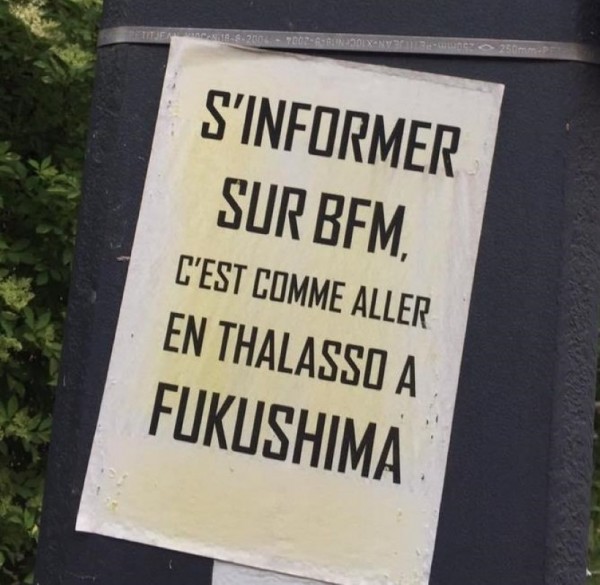 S'INFORMER
SUR BFM,
C'EST COMME ALLER
EN THALASSO A
FUKUSHIMA